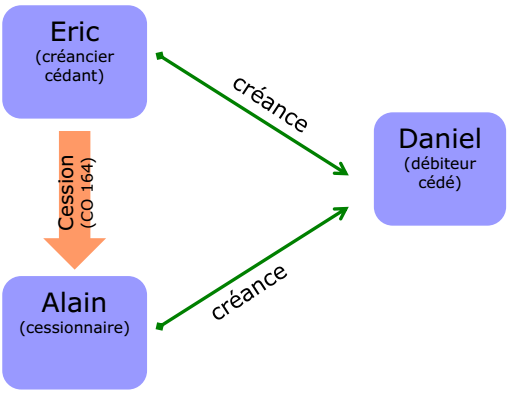 Eric
(créancier
cédant)
créance
Daniel
(débiteur
cédé)
Cession
(CO 164)
Alain
(cessionnaire)
créance